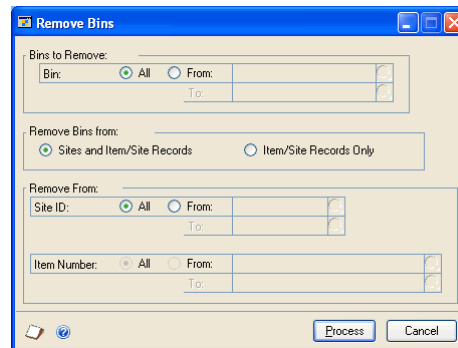 Remove Bins
Bins to Remove:
Bin: All From:
To:
Remove Bins from:
Sites and Item/Site Records Item/Site Records Only
Remove From:
Site ID: All From:
To:
Item Number: All From:
To:
Process Cancel